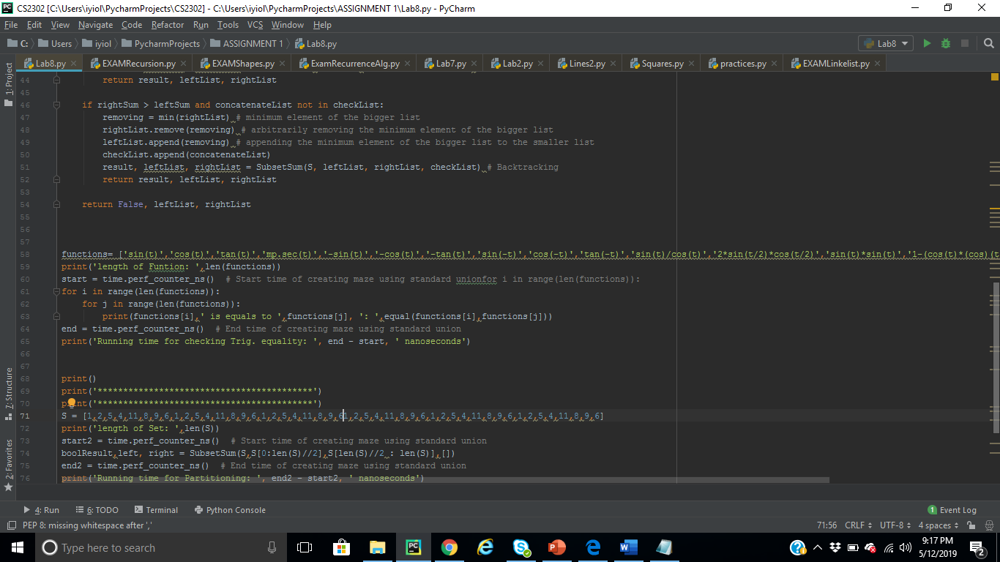 CS2302 [C:\Users\iyiol\PycharmProjects\CS2302] - C:\Users\iyiol\PycharmProjects\ASSIGNMENT 1\Lab8.py - PyCharm
File Edit View Navigate Code Refactor Run Tools VCS Window Help
C: Users iyiol PycharmProjects ASSIGNMENT 1 Lab8.py Lab8
Lab8.py EXAMRecursion.py EXAMShapes.py ExamRecurrenceAlg.py Lab7.py Lab2.py Lines2.py Squares.py practices.py EXAMLinkelist.py
1: Project
7: Structure
2: Favorites
44 return result, leftList, rightList
45
46 if rightSum > leftSum and concatenateList not in checkList:
47 removing = min(rightList) # minimum element of the bigger list
48 rightList.remove(removing) # arbitrarily removing the minimum element of the bigger list
49 leftList.append(removing) # appending the minimum element of the bigger list to the smaller list
50 checkList.append(concatenateList)
51 result, leftList, rightList = SubsetSum(S, leftList, rightList, checkList) # Backtracking
52 return result, leftList, rightList
53
54 return False, leftList, rightList
55
56
57
58 functions= ['sin(t)','cos(t)','tan(t)','mp.sec(t)','-sin(t)','-cos(t)','-tan(t)','sin(-t)','cos(-t)','tan(-t)','sin(t)/cos(t)','2*sin(t/2)*cos(t/2)','sin(t)*sin(t)','1-(cos(t)*(cos)(t
59 print('length of Funtion: ',len(functions))
60 start = time.perf_counter_ns() # Start time of creating maze using standard unionfor i in range(len(functions)):
61 for i in range(len(functions)):
62 for j in range(len(functions)):
63 print(functions[i],' is equals to ',functions[j], ': ',equal(functions[i],functions[j]))
64 end = time.perf_counter_ns() # End time of creating maze using standard union
65 print('Running time for checking Trig. equality: ', end - start, ' nanoseconds')
66
67
68 print()
69 print('******************************************')
70 print('******************************************')
71 S = [1,2,5,4,11,8,9,6,1,2,5,4,11,8,9,6,1,2,5,4,11,8,9,61,2,5,4,11,8,9,6,1,2,5,4,11,8,9,6,1,2,5,4,11,8,9,6]
72 print('length of Set: ',len(S))
73 start2 = time.perf_counter_ns() # Start time of creating maze using standard union
74 boolResult,left, right = SubsetSum(S,S[0:len(S)//2],S[len(S)//2 : len(S)],[])
75 end2 = time.perf_counter_ns() # End time of creating maze using standard union
76 print('Running time for Partitioning: ', end2 - start2, ' nanoseconds')
4: Run 6: TODO Terminal Python Console 1 Event Log
PEP 8: missing whitespace after ',' 71:56 CRLF UTF-8 4 spaces
Type here to search
9:17 PM
5/12/2019
2